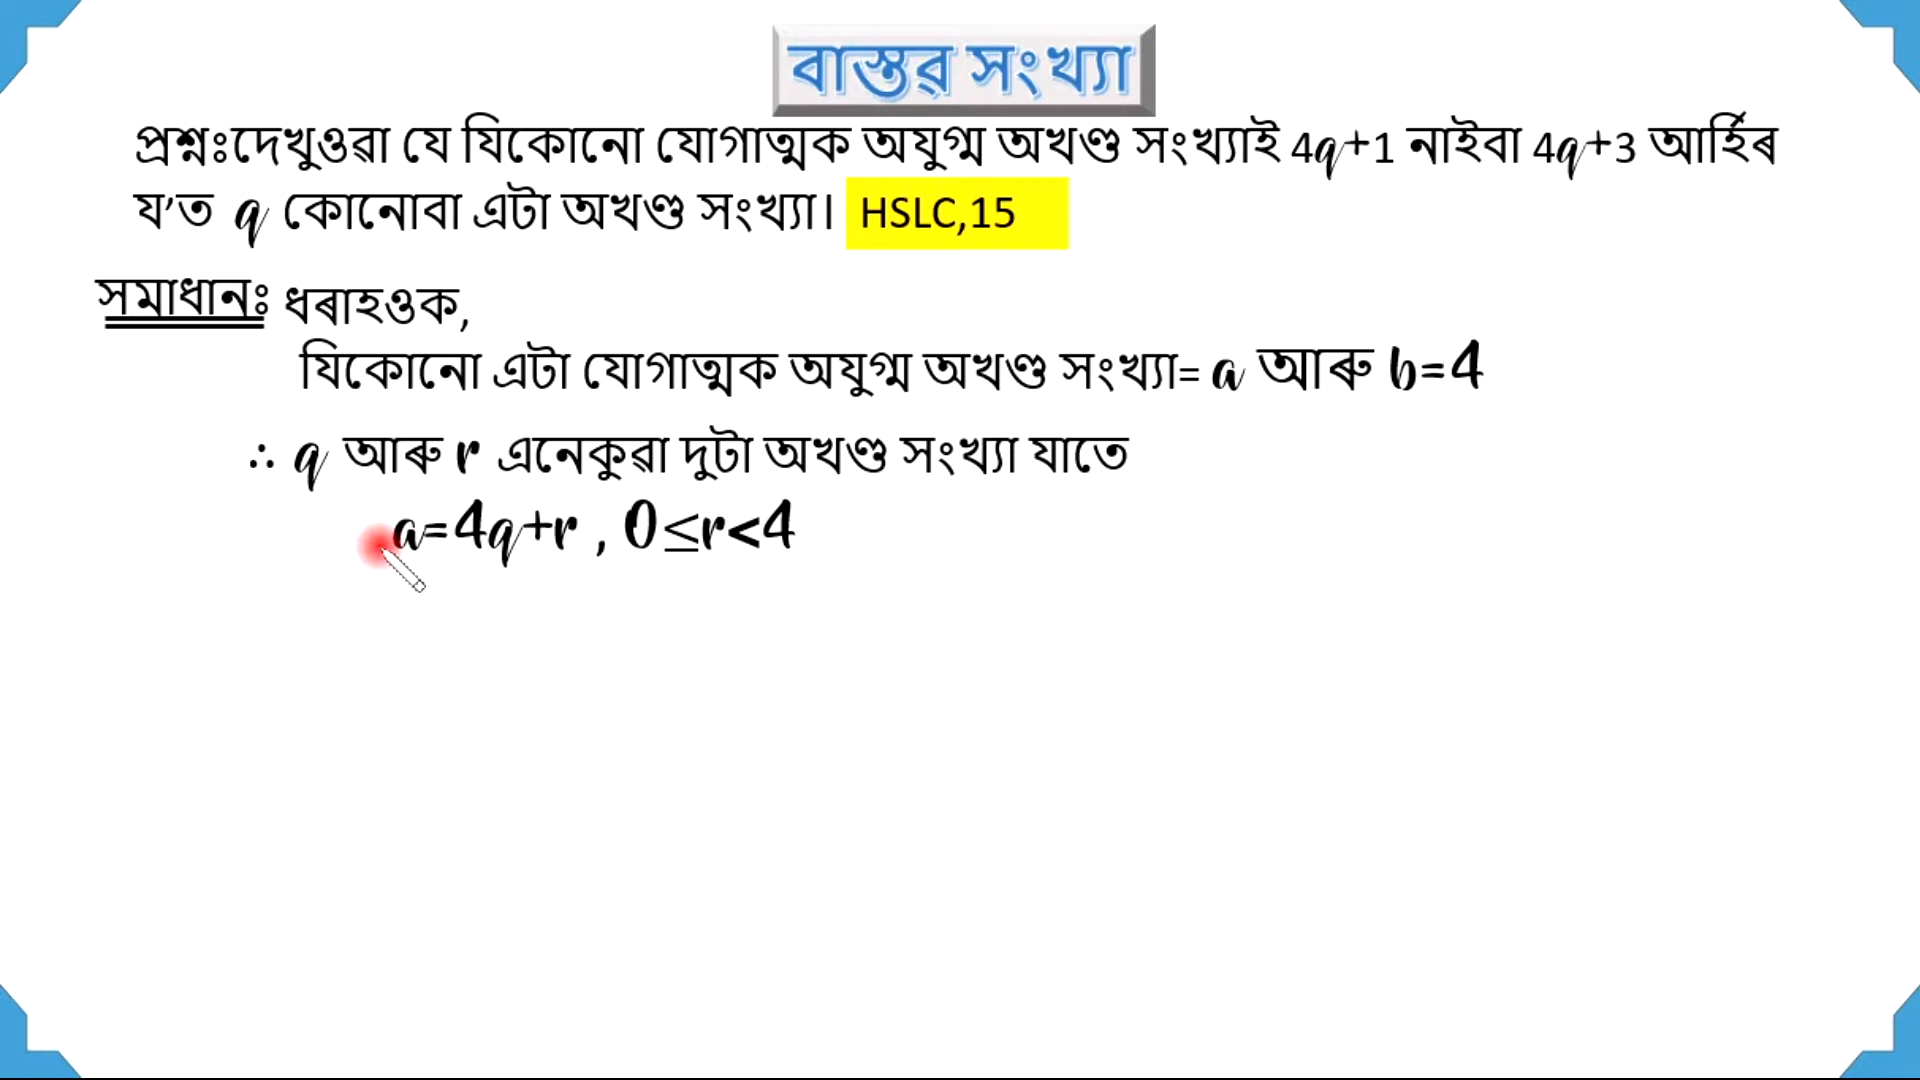 বাস্তৱ সংখ্যা
প্ৰশ্নঃদেখুওৱা যে যিকোনো যোগাত্মক অযুগ্ম অখণ্ড সংখ্যাই 4q+1 নাইবা 4q+3 আৰ্হিৰ
য’ত q কোনোবা এটা অখণ্ড সংখ্যা। HSLC,15
সমাধানঃ ধৰাহওক,
যিকোনো এটা যোগাত্মক অযুগ্ম অখণ্ড সংখ্যা= a আৰু b=4
∴ q আৰু r এনেকুৱা দুটা অখণ্ড সংখ্যা যাতে
a=4q+r , 0≤r<4